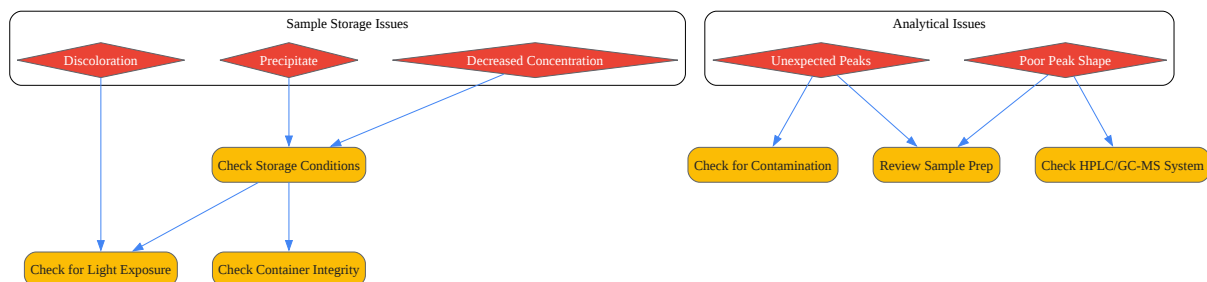 Sample Storage Issues
Analytical Issues
Discoloration
Precipitate
Decreased Concentration
Unexpected Peaks
Poor Peak Shape
Check Storage Conditions
Check for Contamination
Review Sample Prep
Check HPLC/GC-MS System
Check for Light Exposure
Check Container Integrity